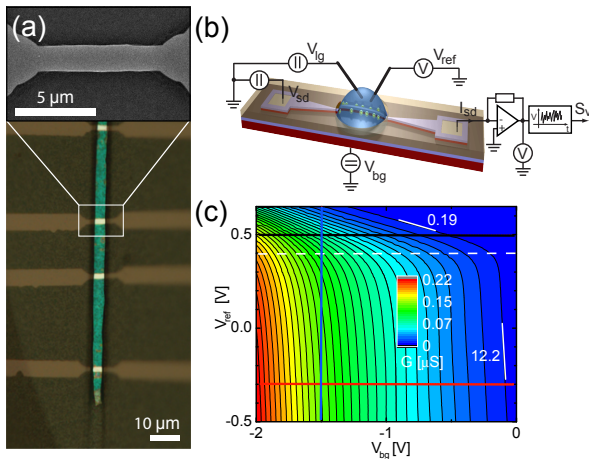 (a)
5 µm
10 µm
(b)
V_lg
V_ref
V_sd
I_sd
V_bg
V
V
V
t
S_V
(c)
0.19
0.5
0.0
-0.5
V_ref [V]
0.22
0.15
0.07
0
G [µS]
12.2
-2
-1
0
V_bg [V]